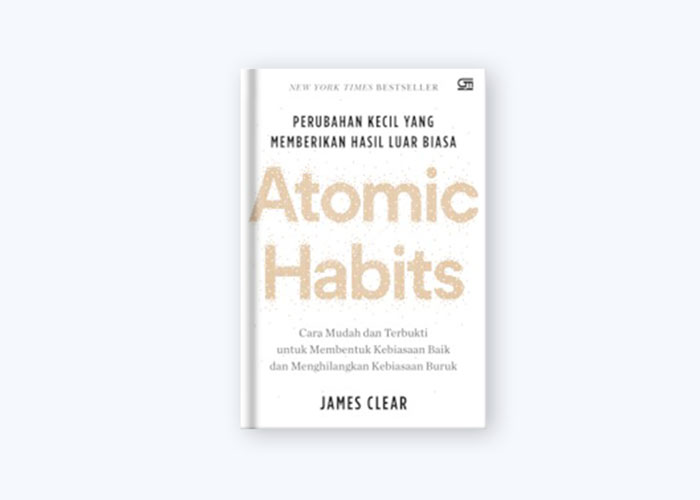 NEW YORK TIMES BESTSELLER
PERUBAHAN KECIL YANG
MEMBERIKAN HASIL LUAR BIASA
Atomic
Habits
Cara Mudah dan Terbukti
untuk Membentuk Kebiasaan Baik
dan Menghilangkan Kebiasaan Buruk
JAMES CLEAR